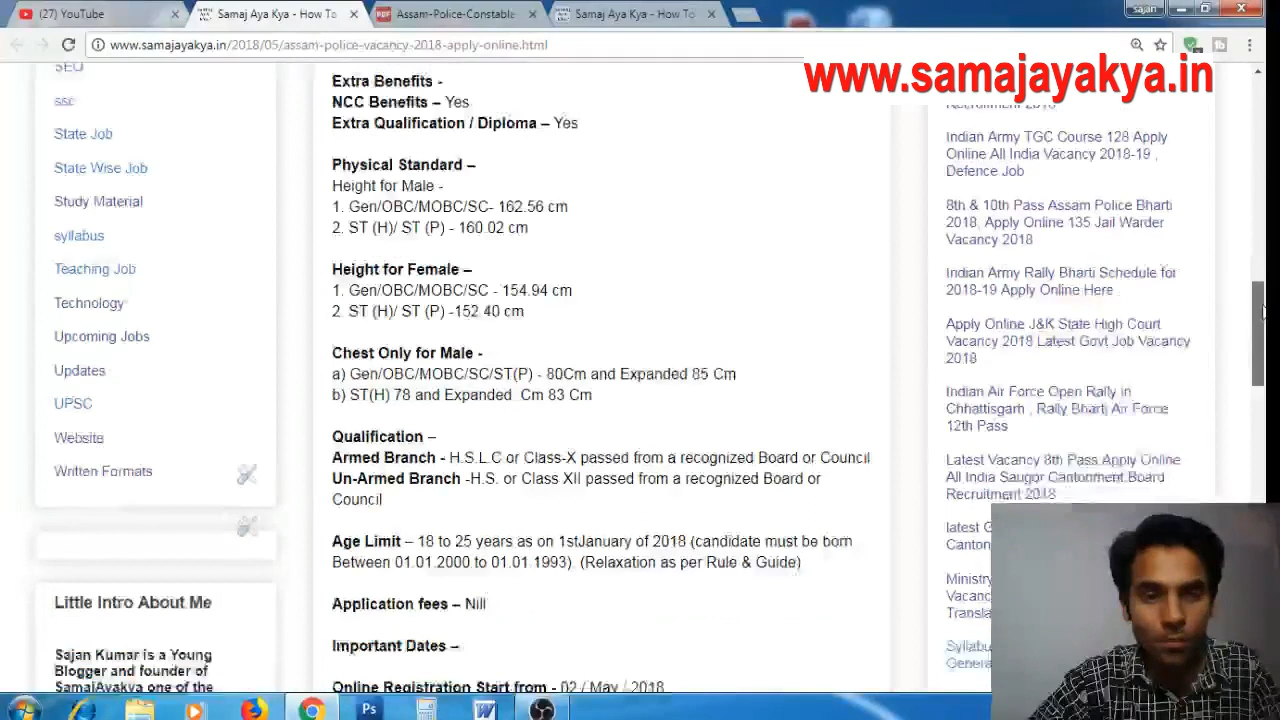 (27) YouTube
Samaj Aya Kya - How To
Assam-Police-Constable
Samaj Aya Kya - How To
sajan
www.samajayakya.in/2018/05/assam-police-vacancy-2018-apply-online.html
www.samajayakya.in
SEO
ssc
State Job
State Wise Job
Study Material
syllabus
Teaching Job
Technology
Upcoming Jobs
Updates
UPSC
Website
Written Formats
Little Intro About Me
Sajan Kumar is a Young
Blogger and founder of
SamajAyakya one of the
Extra Benefits -
NCC Benefits – Yes
Extra Qualification / Diploma – Yes
Physical Standard –
Height for Male -
1. Gen/OBC/MOBC/SC- 162.56 cm
2. ST (H)/ ST (P) - 160.02 cm
Height for Female –
1. Gen/OBC/MOBC/SC - 154.94 cm
2. ST (H)/ ST (P) -152.40 cm
Chest Only for Male -
a) Gen/OBC/MOBC/SC/ST(P) - 80Cm and Expanded 85 Cm
b) ST(H) 78 and Expanded Cm 83 Cm
Qualification –
Armed Branch - H.S.L.C or Class-X passed from a recognized Board or Council
Un-Armed Branch -H.S. or Class XII passed from a recognized Board or
Council
Age Limit – 18 to 25 years as on 1stJanuary of 2018 (candidate must be born
Between 01.01.2000 to 01.01.1993). (Relaxation as per Rule & Guide)
Application fees – Nill
Important Dates –
Online Registration Start from - 02 / May / 2018
Recruitment 2018
Indian Army TGC Course 128 Apply
Online All India Vacancy 2018-19 ,
Defence Job
8th & 10th Pass Assam Police Bharti
2018, Apply Online 135 Jail Warder
Vacancy 2018
Indian Army Rally Bharti Schedule for
2018-19 Apply Online Here
Apply Online J&K State High Court
Vacancy 2018 Latest Govt Job Vacancy
2018
Indian Air Force Open Rally in
Chhattisgarh , Rally Bharti Air Force
12th Pass
Latest Vacancy 8th Pass Apply Online
All India Saugor Cantonment Board
Recruitment 2018
latest
Canton
Ministry
Vacanc
Transla
Syllabu
Genera